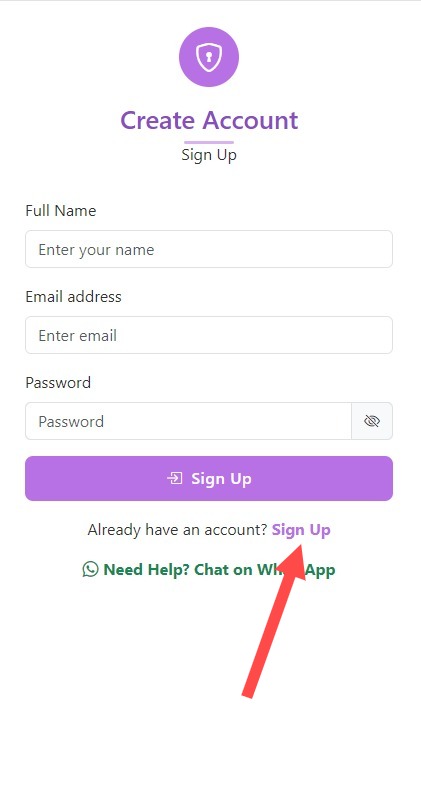 Create Account
Sign Up
Full Name
Enter your name
Email address
Enter email
Password
Password
Sign Up
Already have an account? Sign Up
Need Help? Chat on Wh App